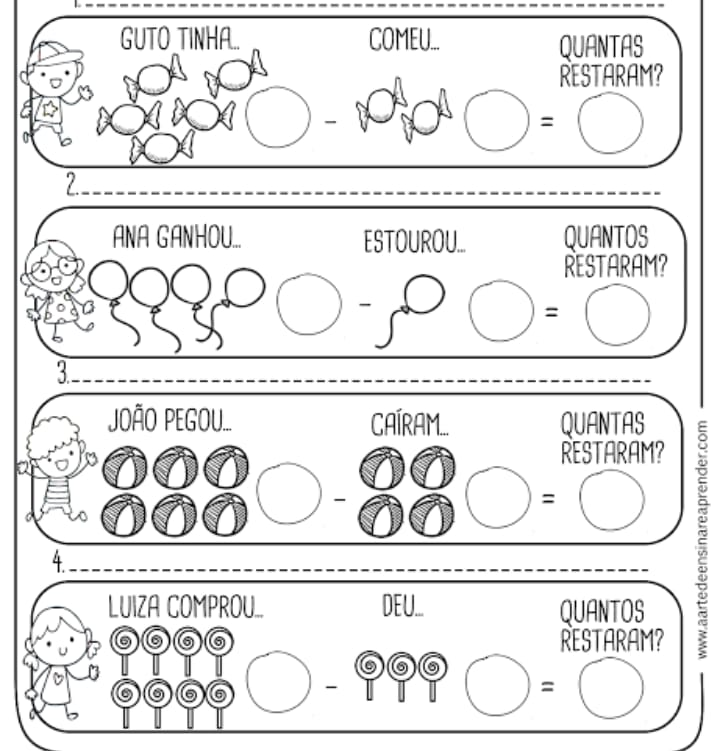 1.
GUTO TINHA...
COMEU...
QUANTAS
RESTARAM?
- =
2.
ANA GANHOU...
ESTOUROU...
QUANTOS
RESTARAM?
- =
3.
JOÃO PEGOU...
CAÍRAM...
QUANTAS
RESTARAM?
- =
4.
LUIZA COMPROU...
DEU...
QUANTOS
RESTARAM?
- =
www.aartedeensinareaprender.com